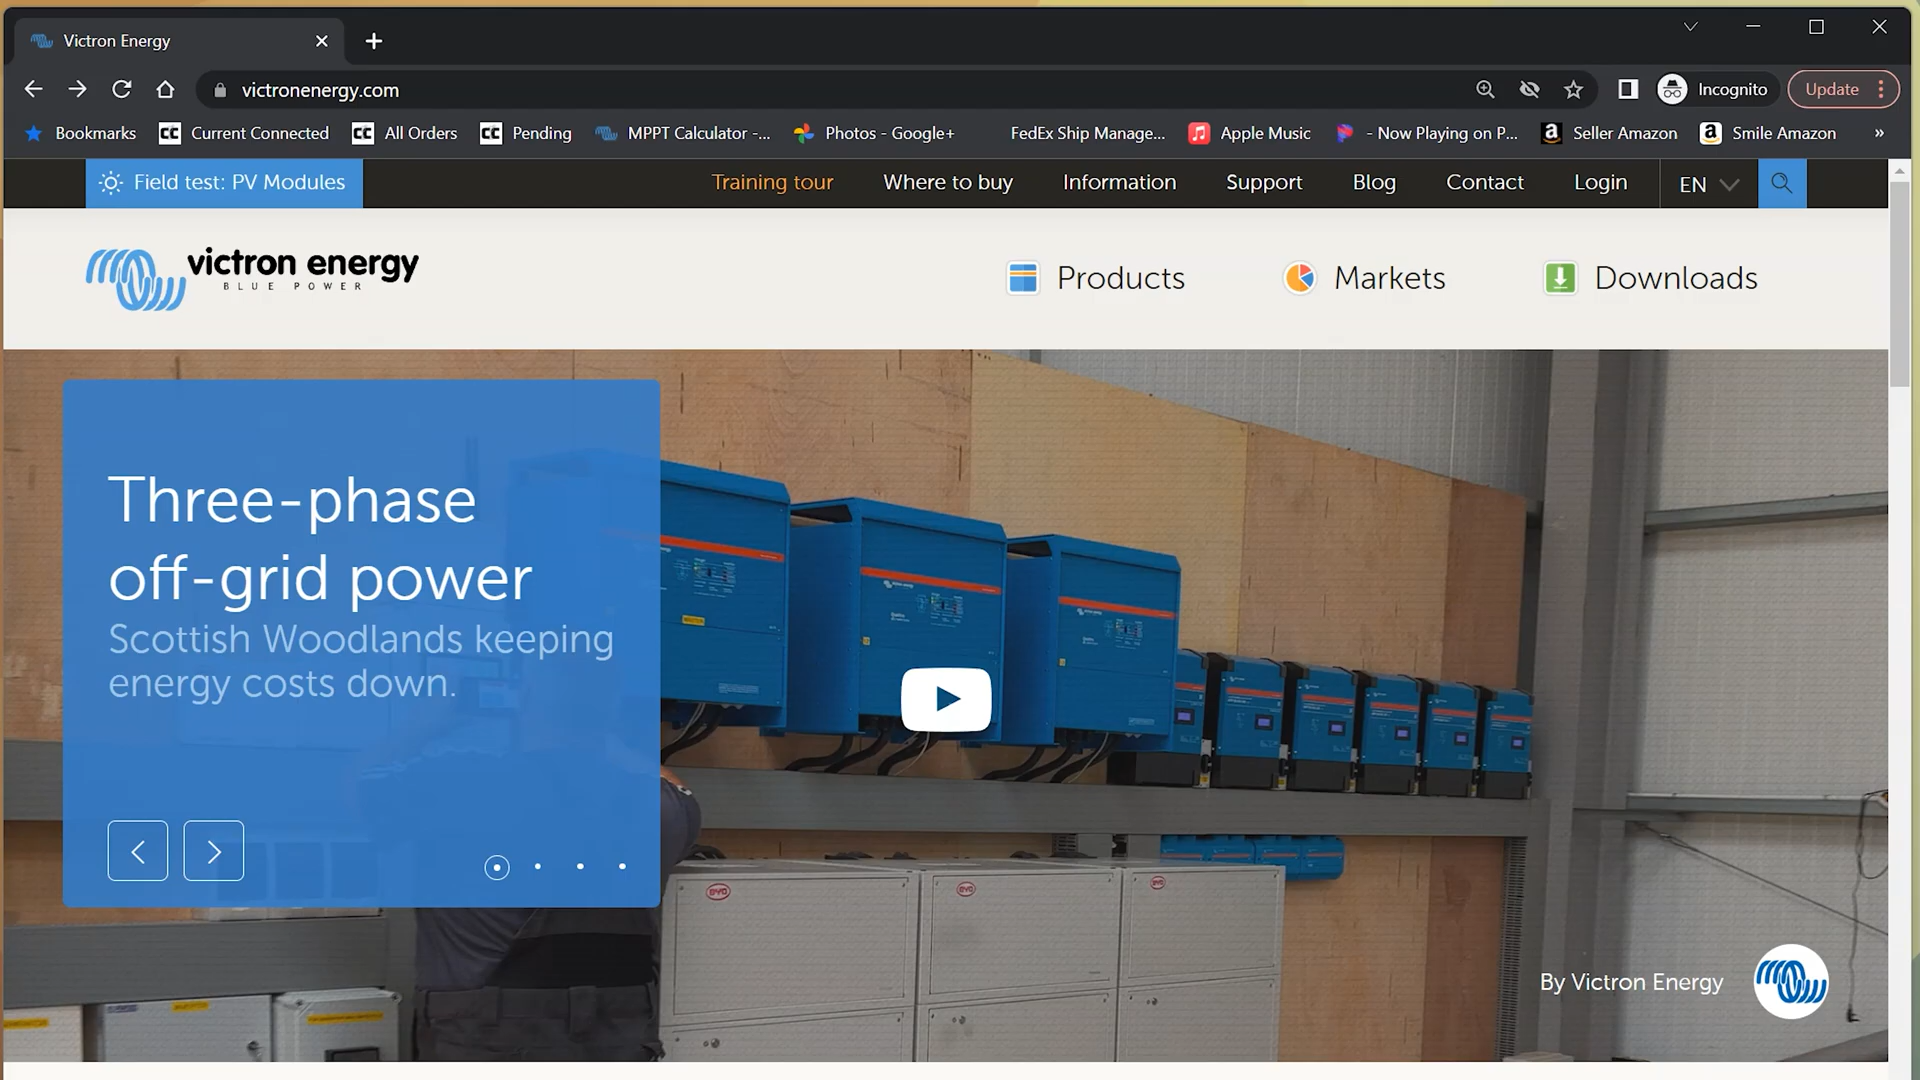 Victron Energy
victronenergy.com
Incognito
Update
Bookmarks
Current Connected
All Orders
Pending
MPPT Calculator -...
Photos - Google+
FedEx Ship Manage...
Apple Music
- Now Playing on P...
Seller Amazon
Smile Amazon
»
Field test: PV Modules
Training tour
Where to buy
Information
Support
Blog
Contact
Login
EN
victron energy
BLUE POWER
Products
Markets
Downloads
Three-phase
off-grid power
Scottish Woodlands keeping
energy costs down.
BYD
BYD
BYD
By Victron Energy